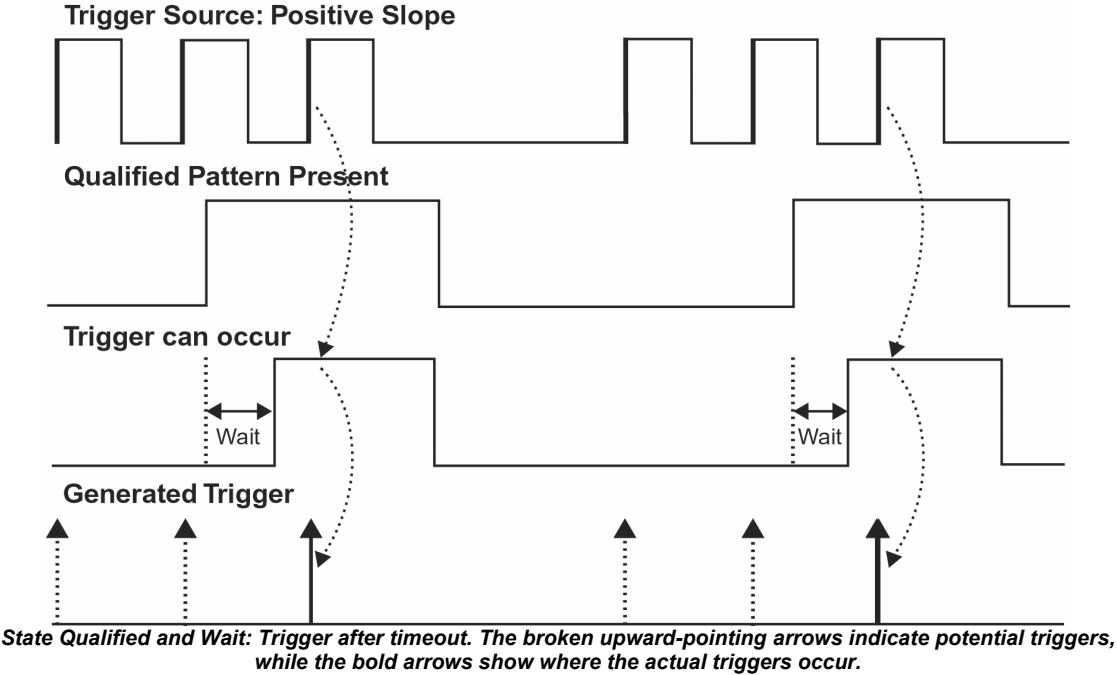 Trigger Source: Positive Slope
Qualified Pattern Present
Trigger can occur
Wait
Wait
Generated Trigger
State Qualified and Wait: Trigger after timeout. The broken upward-pointing arrows indicate potential triggers,
while the bold arrows show where the actual triggers occur.